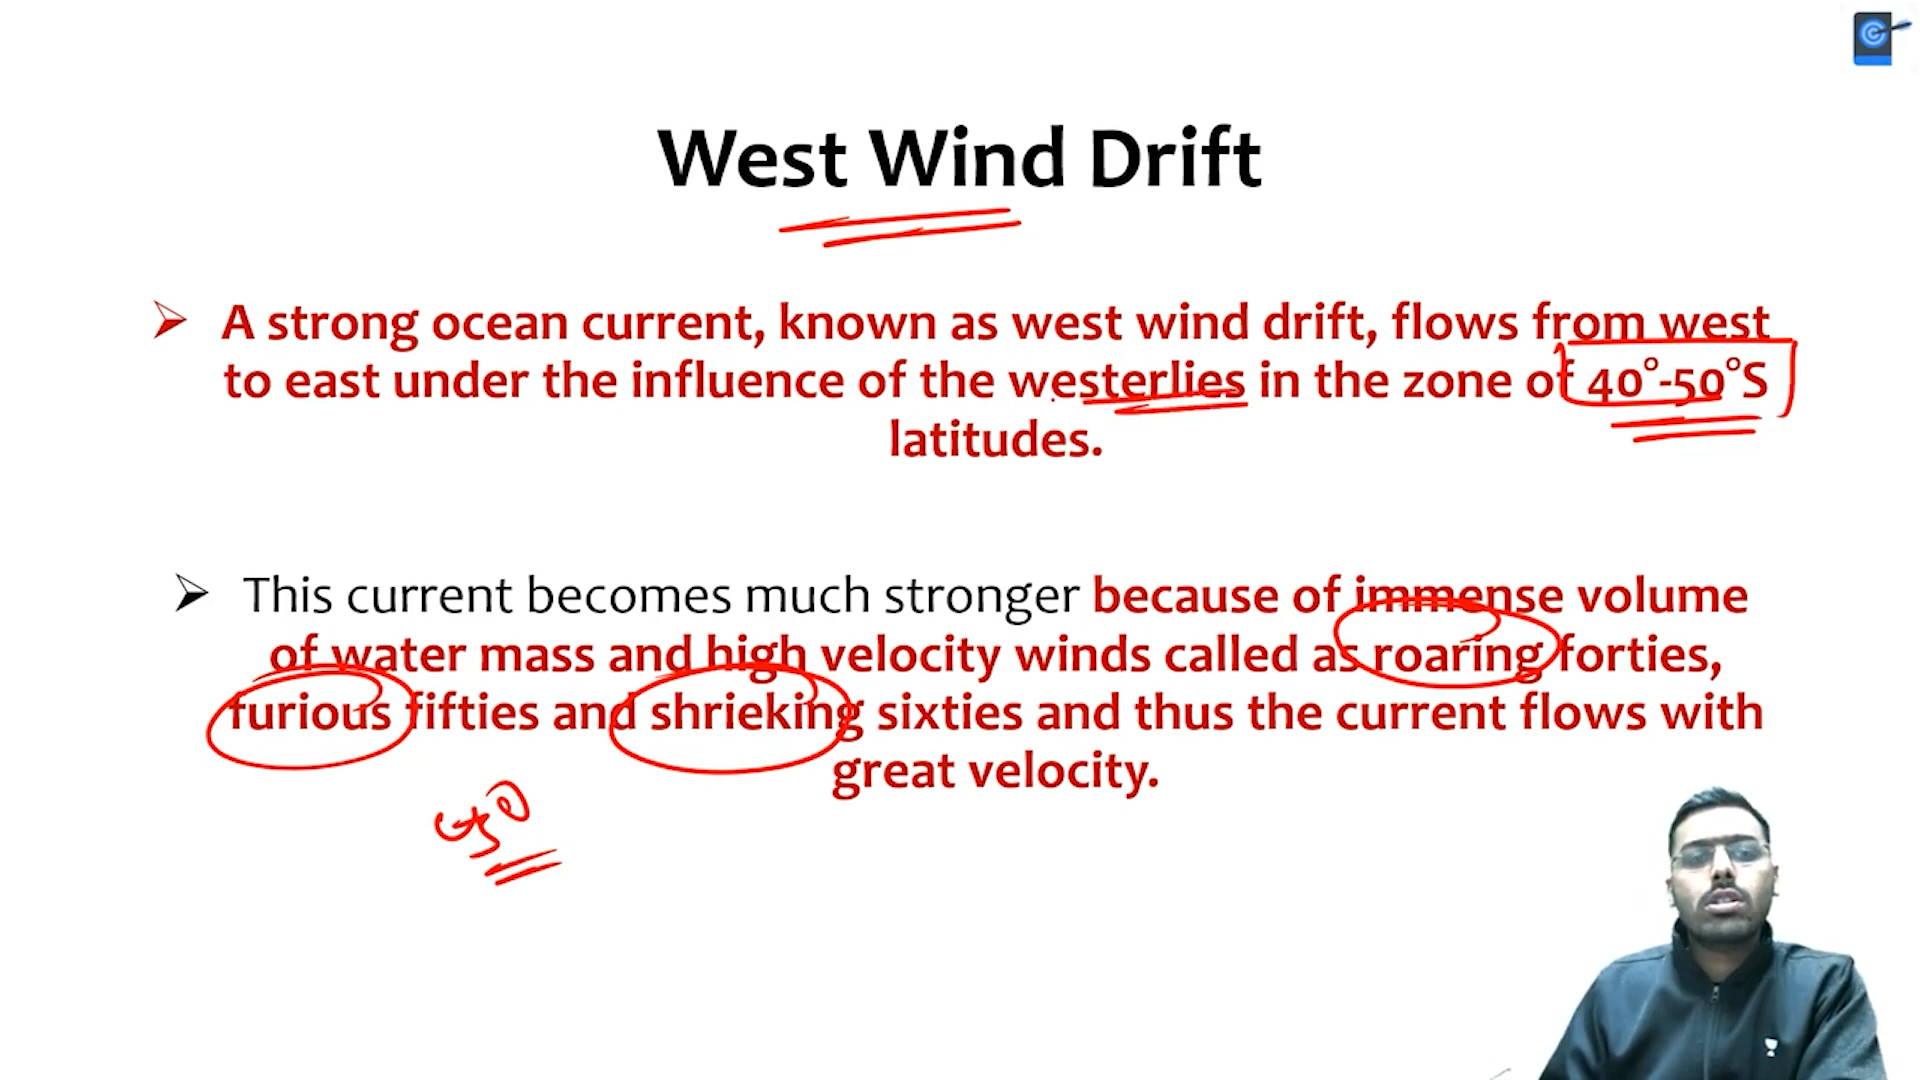 West Wind Drift
➢ A strong ocean current, known as west wind drift, flows from west
to east under the influence of the westerlies in the zone of 40°-50°S
latitudes.
➢ This current becomes much stronger because of immense volume
of water mass and high velocity winds called as roaring forties,
furious fifties and shrieking sixties and thus the current flows with
great velocity.